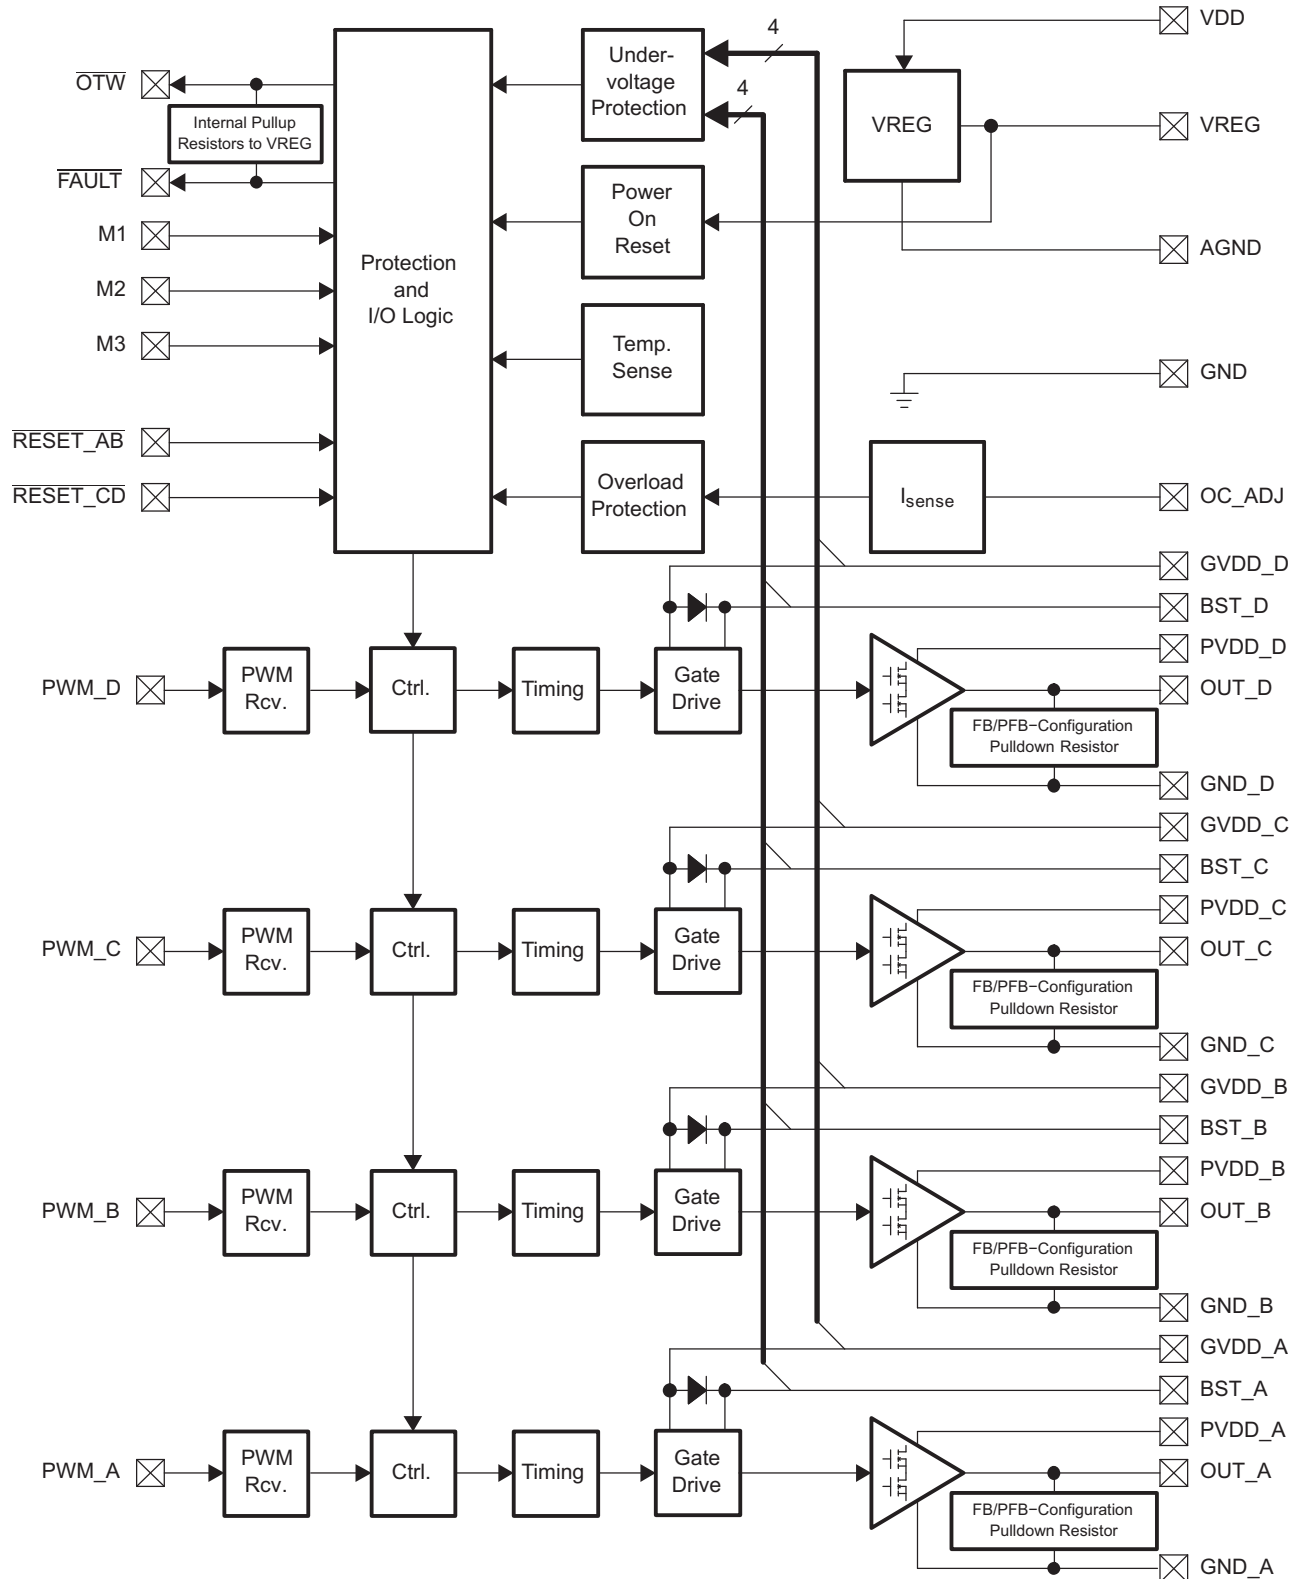 4
VDD
Under-
voltage
Protection
OTW
4
Internal Pullup
Resistors to VREG
VREG
VREG
FAULT
Power
On
Reset
M1
AGND
Protection
and
I/O Logic
M2
M3
Temp.
Sense
GND
RESET_AB
Overload
Protection
Isense
RESET_CD
OC_ADJ
GVDD_D
BST_D
PVDD_D
PWM_D
PWM
Rcv.
Ctrl.
Timing
Gate
Drive
OUT_D
FB/PFB−Configuration
Pulldown Resistor
GND_D
GVDD_C
BST_C
PVDD_C
PWM_C
PWM
Rcv.
Ctrl.
Timing
Gate
Drive
OUT_C
FB/PFB−Configuration
Pulldown Resistor
GND_C
GVDD_B
BST_B
PVDD_B
PWM_B
PWM
Rcv.
Ctrl.
Timing
Gate
Drive
OUT_B
FB/PFB−Configuration
Pulldown Resistor
GND_B
GVDD_A
BST_A
PVDD_A
PWM_A
PWM
Rcv.
Ctrl.
Timing
Gate
Drive
OUT_A
FB/PFB−Configuration
Pulldown Resistor
GND_A